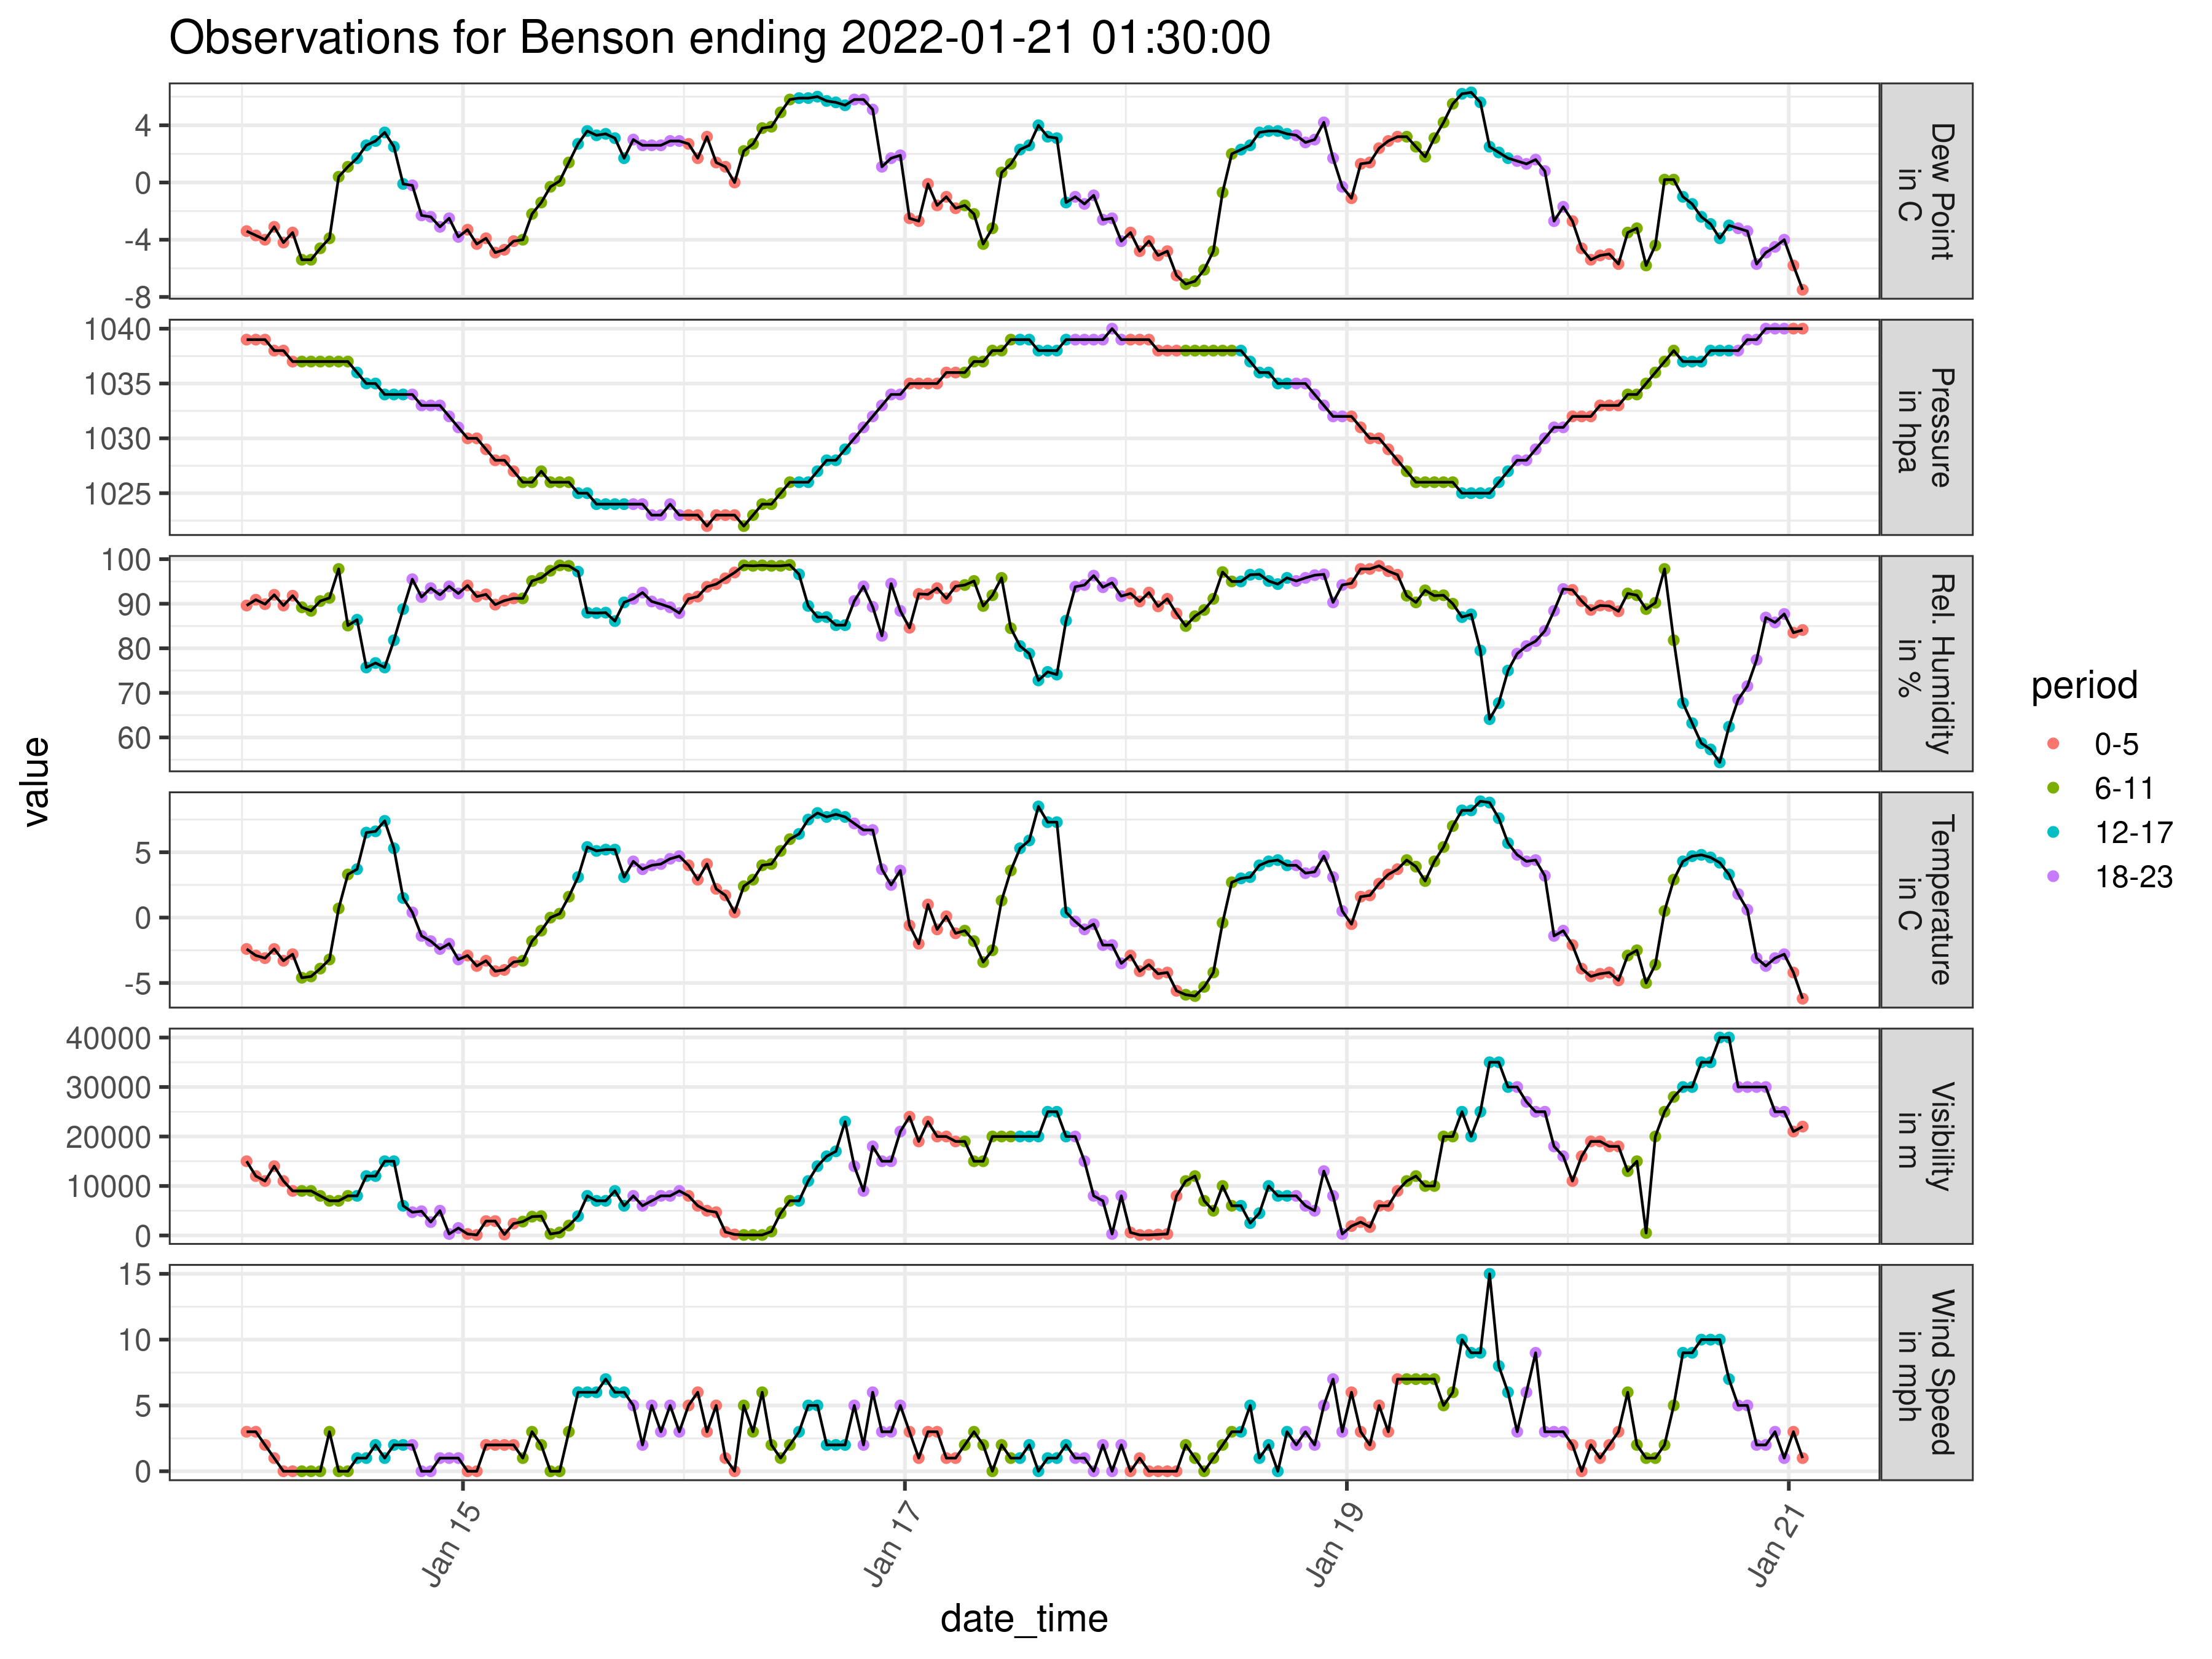 Observations for Benson ending 2022-01-21 01:30:00
value
4
0
-4
-8
Dew Point
in C
1040
1035
1030
1025
Pressure
in hpa
100
90
80
70
60
Rel. Humidity
in %
5
0
-5
Temperature
in C
40000
30000
20000
10000
0
Visibility
in m
15
10
5
0
Wind Speed
in mph
Jan 15
Jan 17
Jan 19
Jan 21
date_time
period
0-5
6-11
12-17
18-23